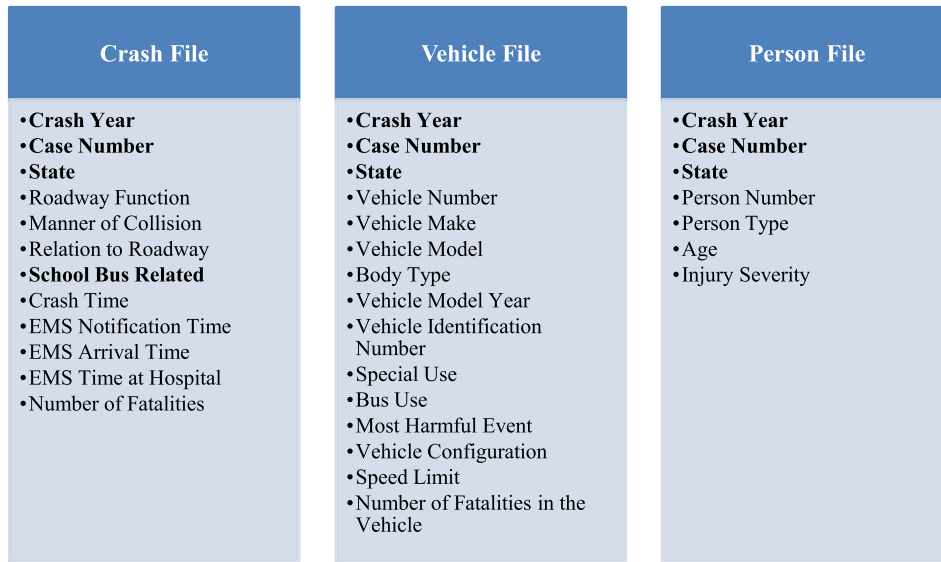 Crash File
•Crash Year
•Case Number
•State
•Roadway Function
•Manner of Collision
•Relation to Roadway
•School Bus Related
•Crash Time
•EMS Notification Time
•EMS Arrival Time
•EMS Time at Hospital
•Number of Fatalities
Vehicle File
•Crash Year
•Case Number
•State
•Vehicle Number
•Vehicle Make
•Vehicle Model
•Body Type
•Vehicle Model Year
•Vehicle Identification
Number
•Special Use
•Bus Use
•Most Harmful Event
•Vehicle Configuration
•Speed Limit
•Number of Fatalities in the
Vehicle
Person File
•Crash Year
•Case Number
•State
•Person Number
•Person Type
•Age
•Injury Severity